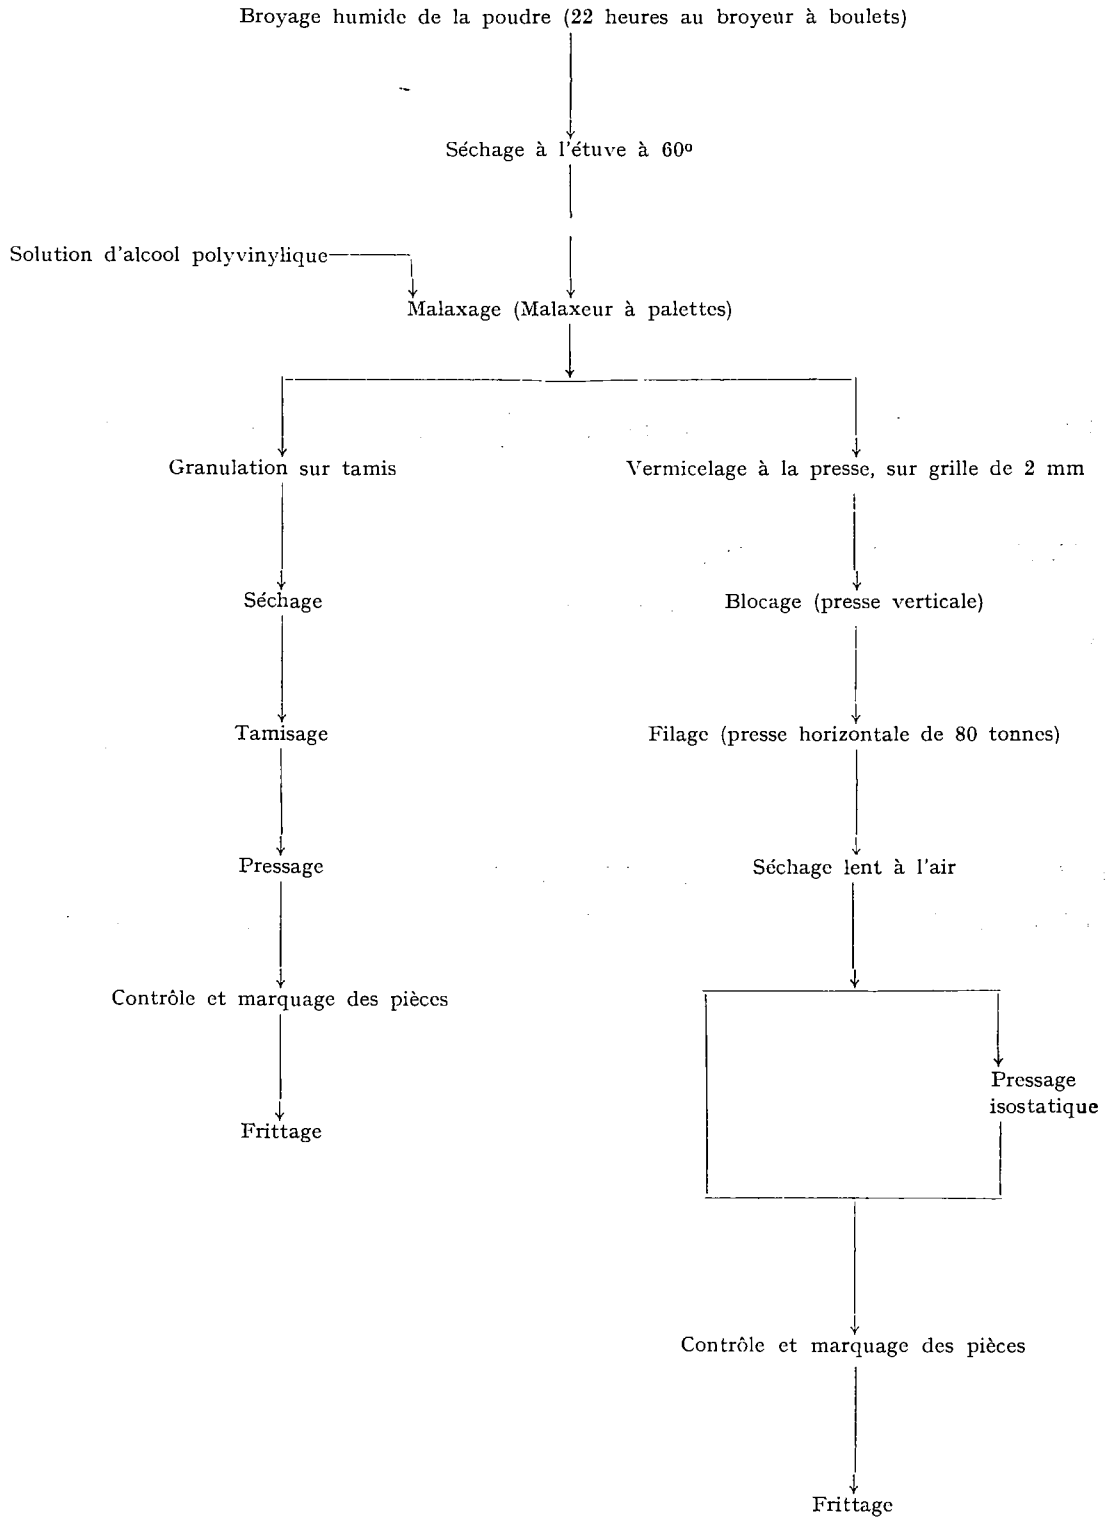 Broyage humide de la poudre (22 heures au broyeur à boulets)
Séchage à l'étuve à 60º
Solution d'alcool polyvinylique
Malaxage (Malaxeur à palettes)
Granulation sur tamis
Vermicelage à la presse, sur grille de 2 mm
Séchage
Blocage (presse verticale)
Tamisage
Filage (presse horizontale de 80 tonnes)
Pressage
Séchage lent à l'air
Contrôle et marquage des pièces
Pressage
isostatique
Frittage
Contrôle et marquage des pièces
Frittage